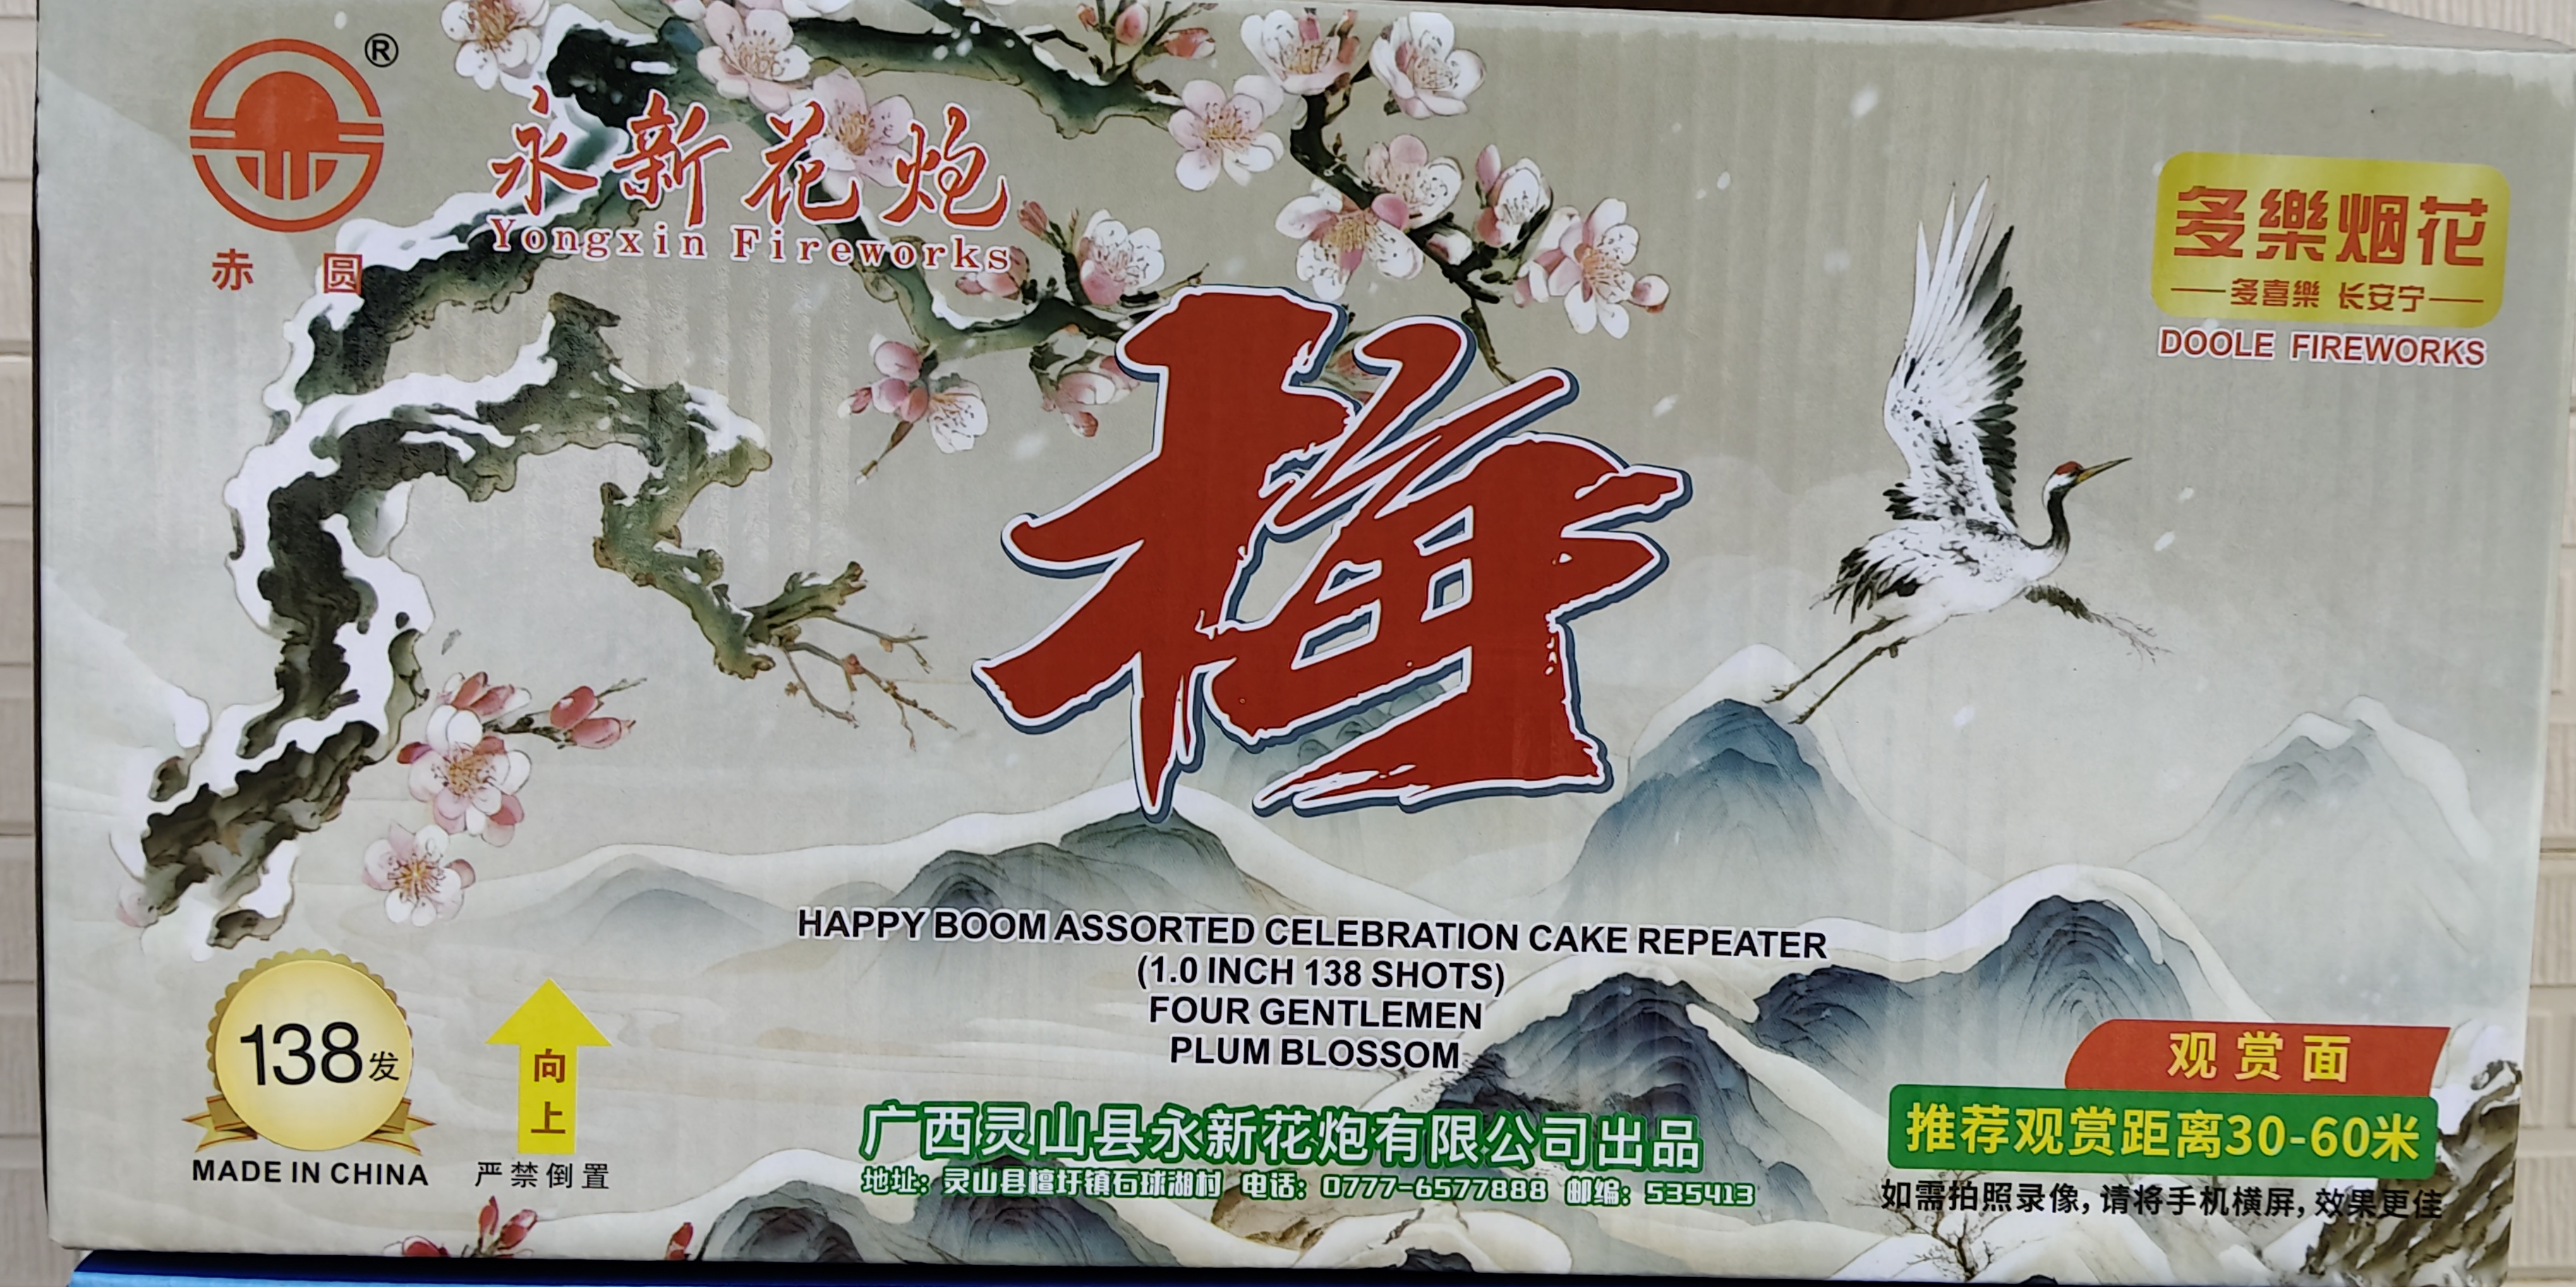 ®
赤圆
永新花炮
Yongxin Fireworks
多樂烟花
多喜樂 长安宁
DOOLE FIREWORKS
梅
HAPPY BOOM ASSORTED CELEBRATION CAKE REPEATER
(1.0 INCH 138 SHOTS)
FOUR GENTLEMEN
PLUM BLOSSOM
138发
MADE IN CHINA
向上
严禁倒置
广西灵山县永新花炮有限公司出品
地址：灵山县檀圩镇石球湖村 电话：0777-6577888 邮编：535413
观赏面
推荐观赏距离30-60米
如需拍照录像,请将手机横屏,效果更佳